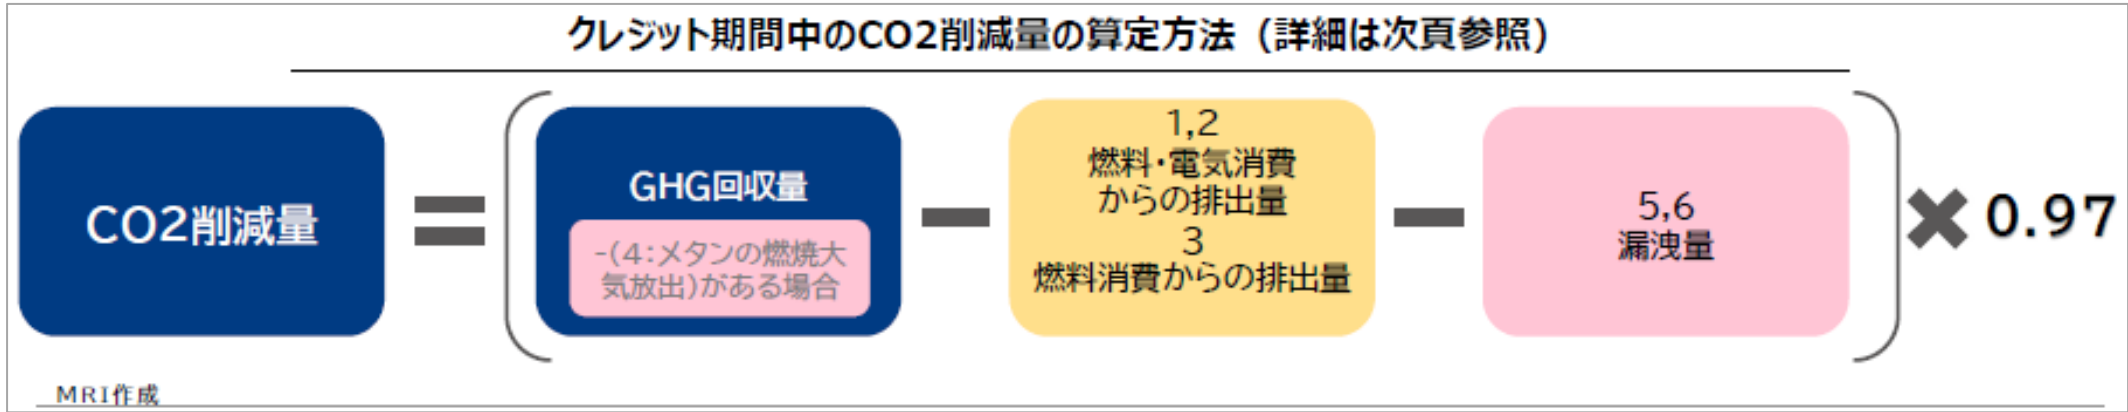 クレジット期間中のCO2削減量の算定方法 (詳細は次頁参照)
CO2削減量
=
GHG回収量
-(4:メタンの燃焼大
気放出)がある場合
-
1,2
燃料・電気消費
からの排出量
3
燃料消費からの排出量
-
5,6
漏洩量
× 0.97
MRI作成